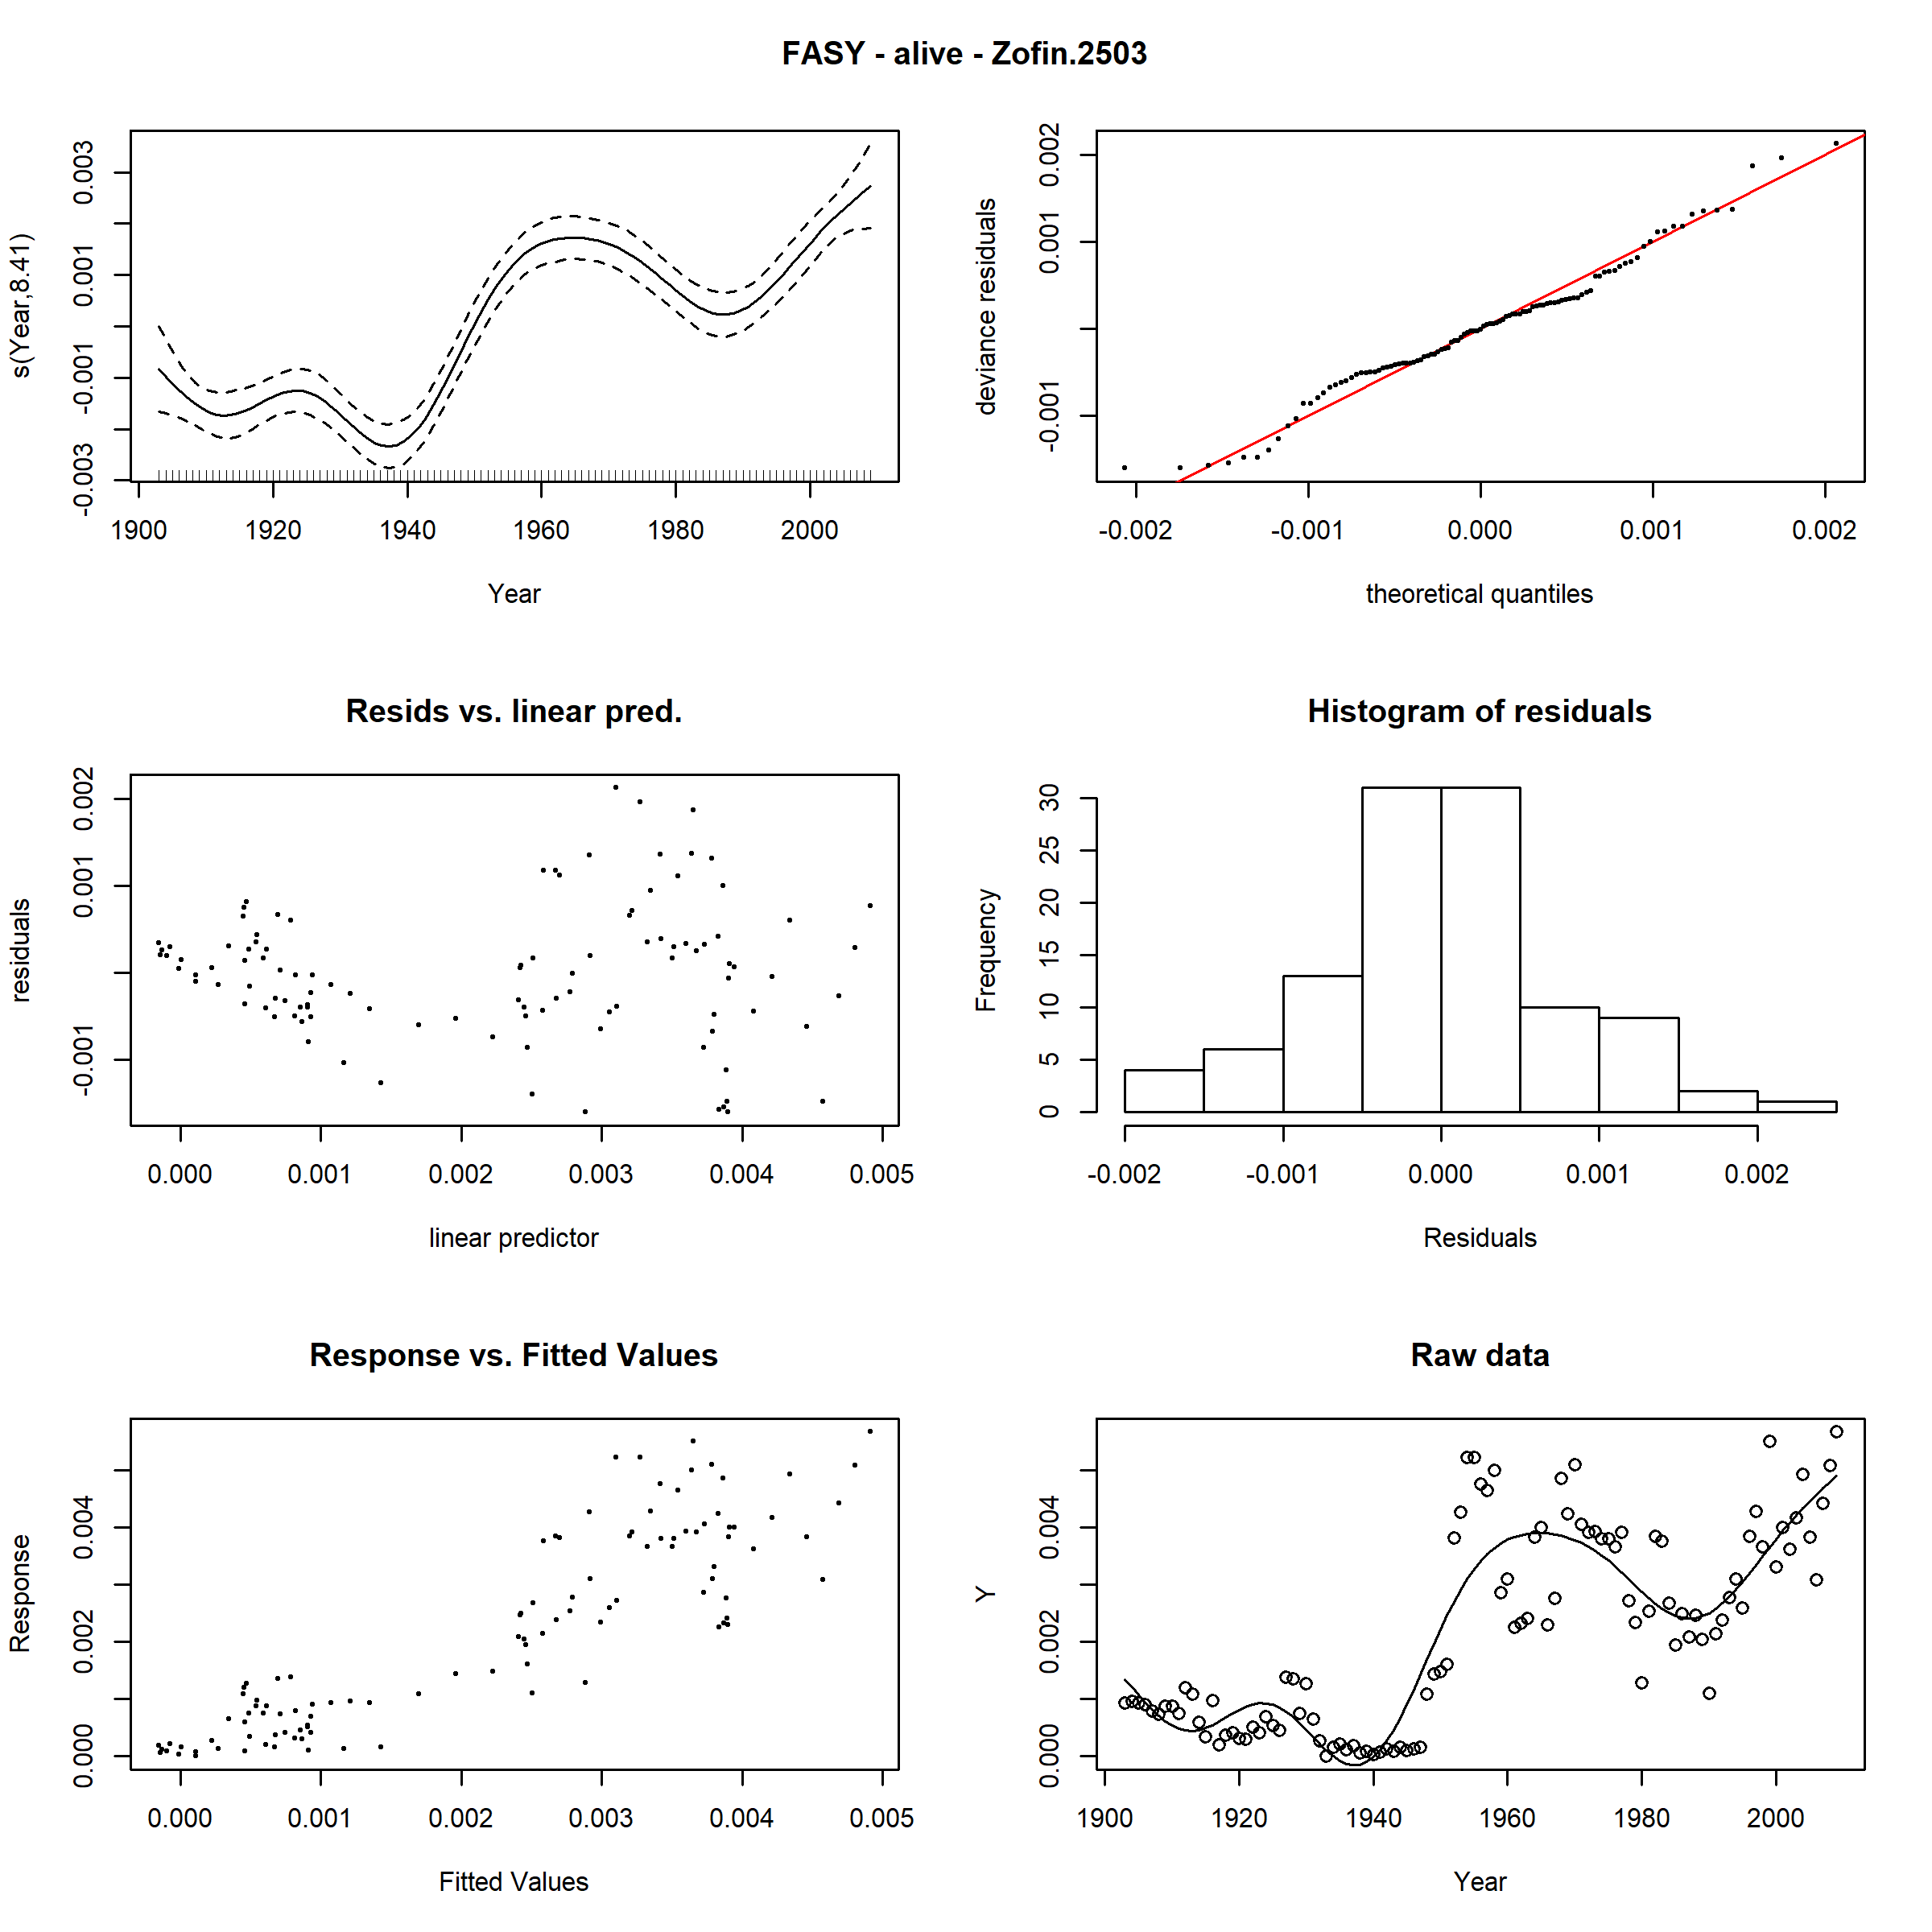 FASY - alive - Zofin.2503
s(Year,8.41)
-0.003 -0.001 0.001 0.003
1900 1920 1940 1960 1980 2000
Year
deviance residuals
-0.001 0.001 0.002
-0.002 -0.001 0.000 0.001 0.002
theoretical quantiles
Resids vs. linear pred.
residuals
-0.001 0.001 0.002
0.000 0.001 0.002 0.003 0.004 0.005
linear predictor
Histogram of residuals
Frequency
0 5 10 15 20 25 30
-0.002 -0.001 0.000 0.001 0.002
Residuals
Response vs. Fitted Values
Response
0.000 0.002 0.004
0.000 0.001 0.002 0.003 0.004 0.005
Fitted Values
Raw data
Y
0.000 0.002 0.004
1900 1920 1940 1960 1980 2000
Year